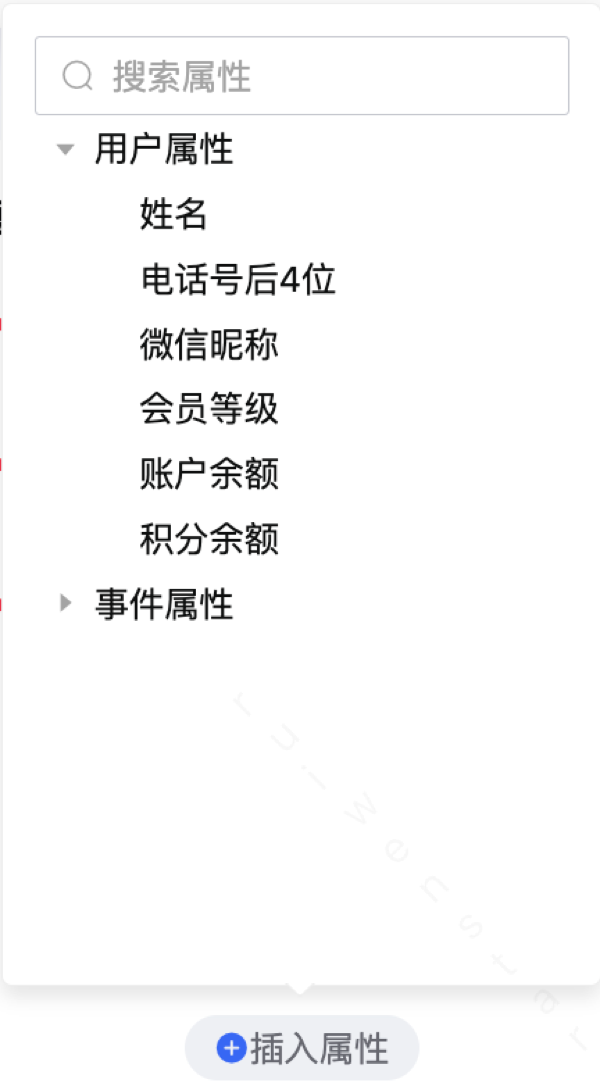 搜索属性
用户属性
姓名
电话号后4位
微信昵称
会员等级
账户余额
积分余额
事件属性
ruiwenstar
插入属性